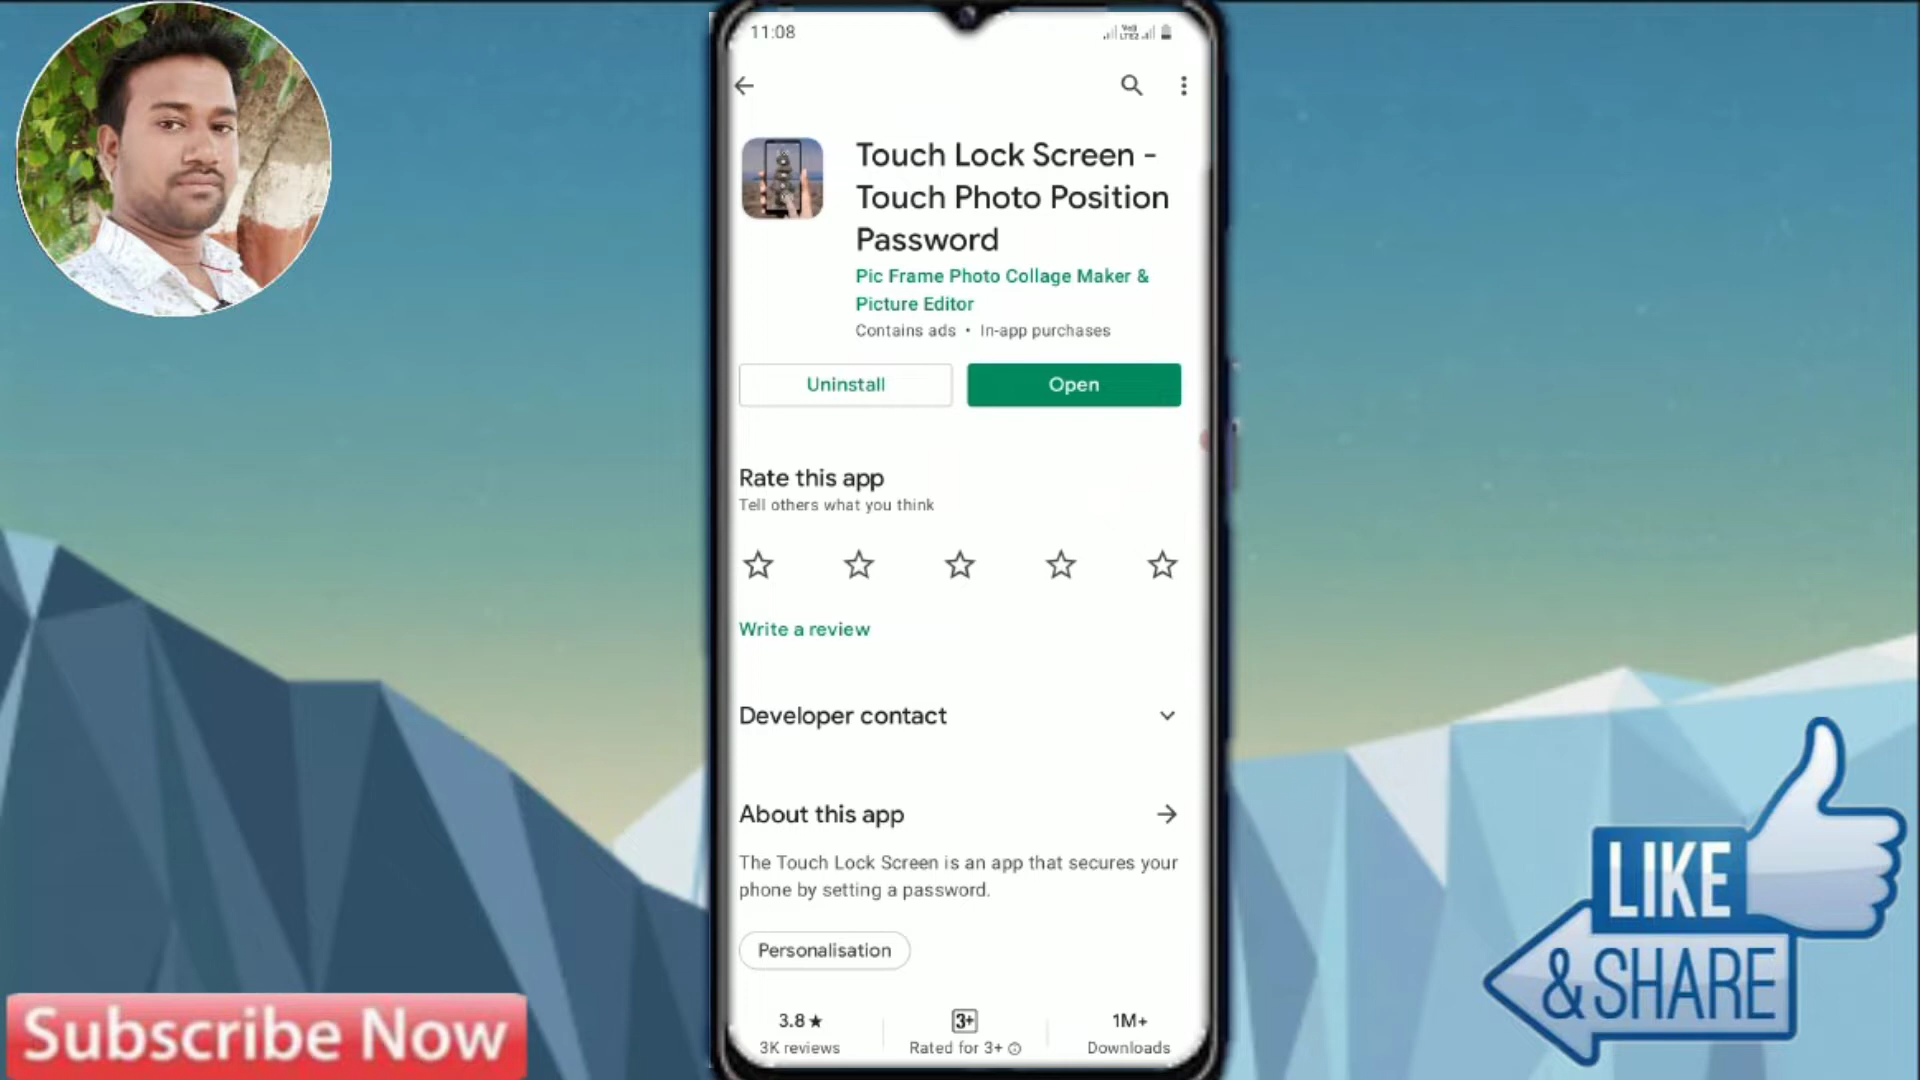 11:08
Touch Lock Screen -
Touch Photo Position
Password
Pic Frame Photo Collage Maker &
Picture Editor
Contains ads • In-app purchases
Uninstall
Open
Rate this app
Tell others what you think
Write a review
Developer contact
About this app
The Touch Lock Screen is an app that secures your
phone by setting a password.
Personalisation
3.8★
3K reviews
3+
Rated for 3+
1M+
Downloads
Subscribe Now
LIKE
& SHARE